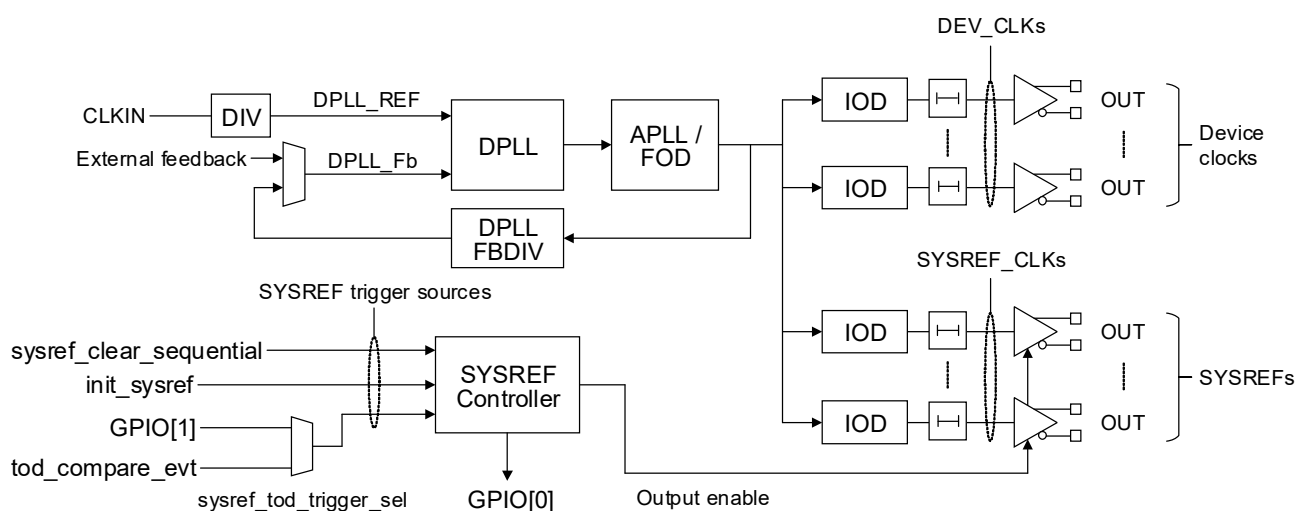 DEV_CLKs
CLKIN
DIV
DPLL_REF
DPLL
APLL /
FOD
IOD
OUT
External feedback
DPLL_Fb
IOD
OUT
Device
clocks
DPLL
FBDIV
SYSREF trigger sources
SYSREF_CLKs
sysref_clear_sequential
init_sysref
GPIO[1]
tod_compare_evt
sysref_tod_trigger_sel
SYSREF
Controller
GPIO[0]
Output enable
IOD
OUT
IOD
OUT
SYSREFs